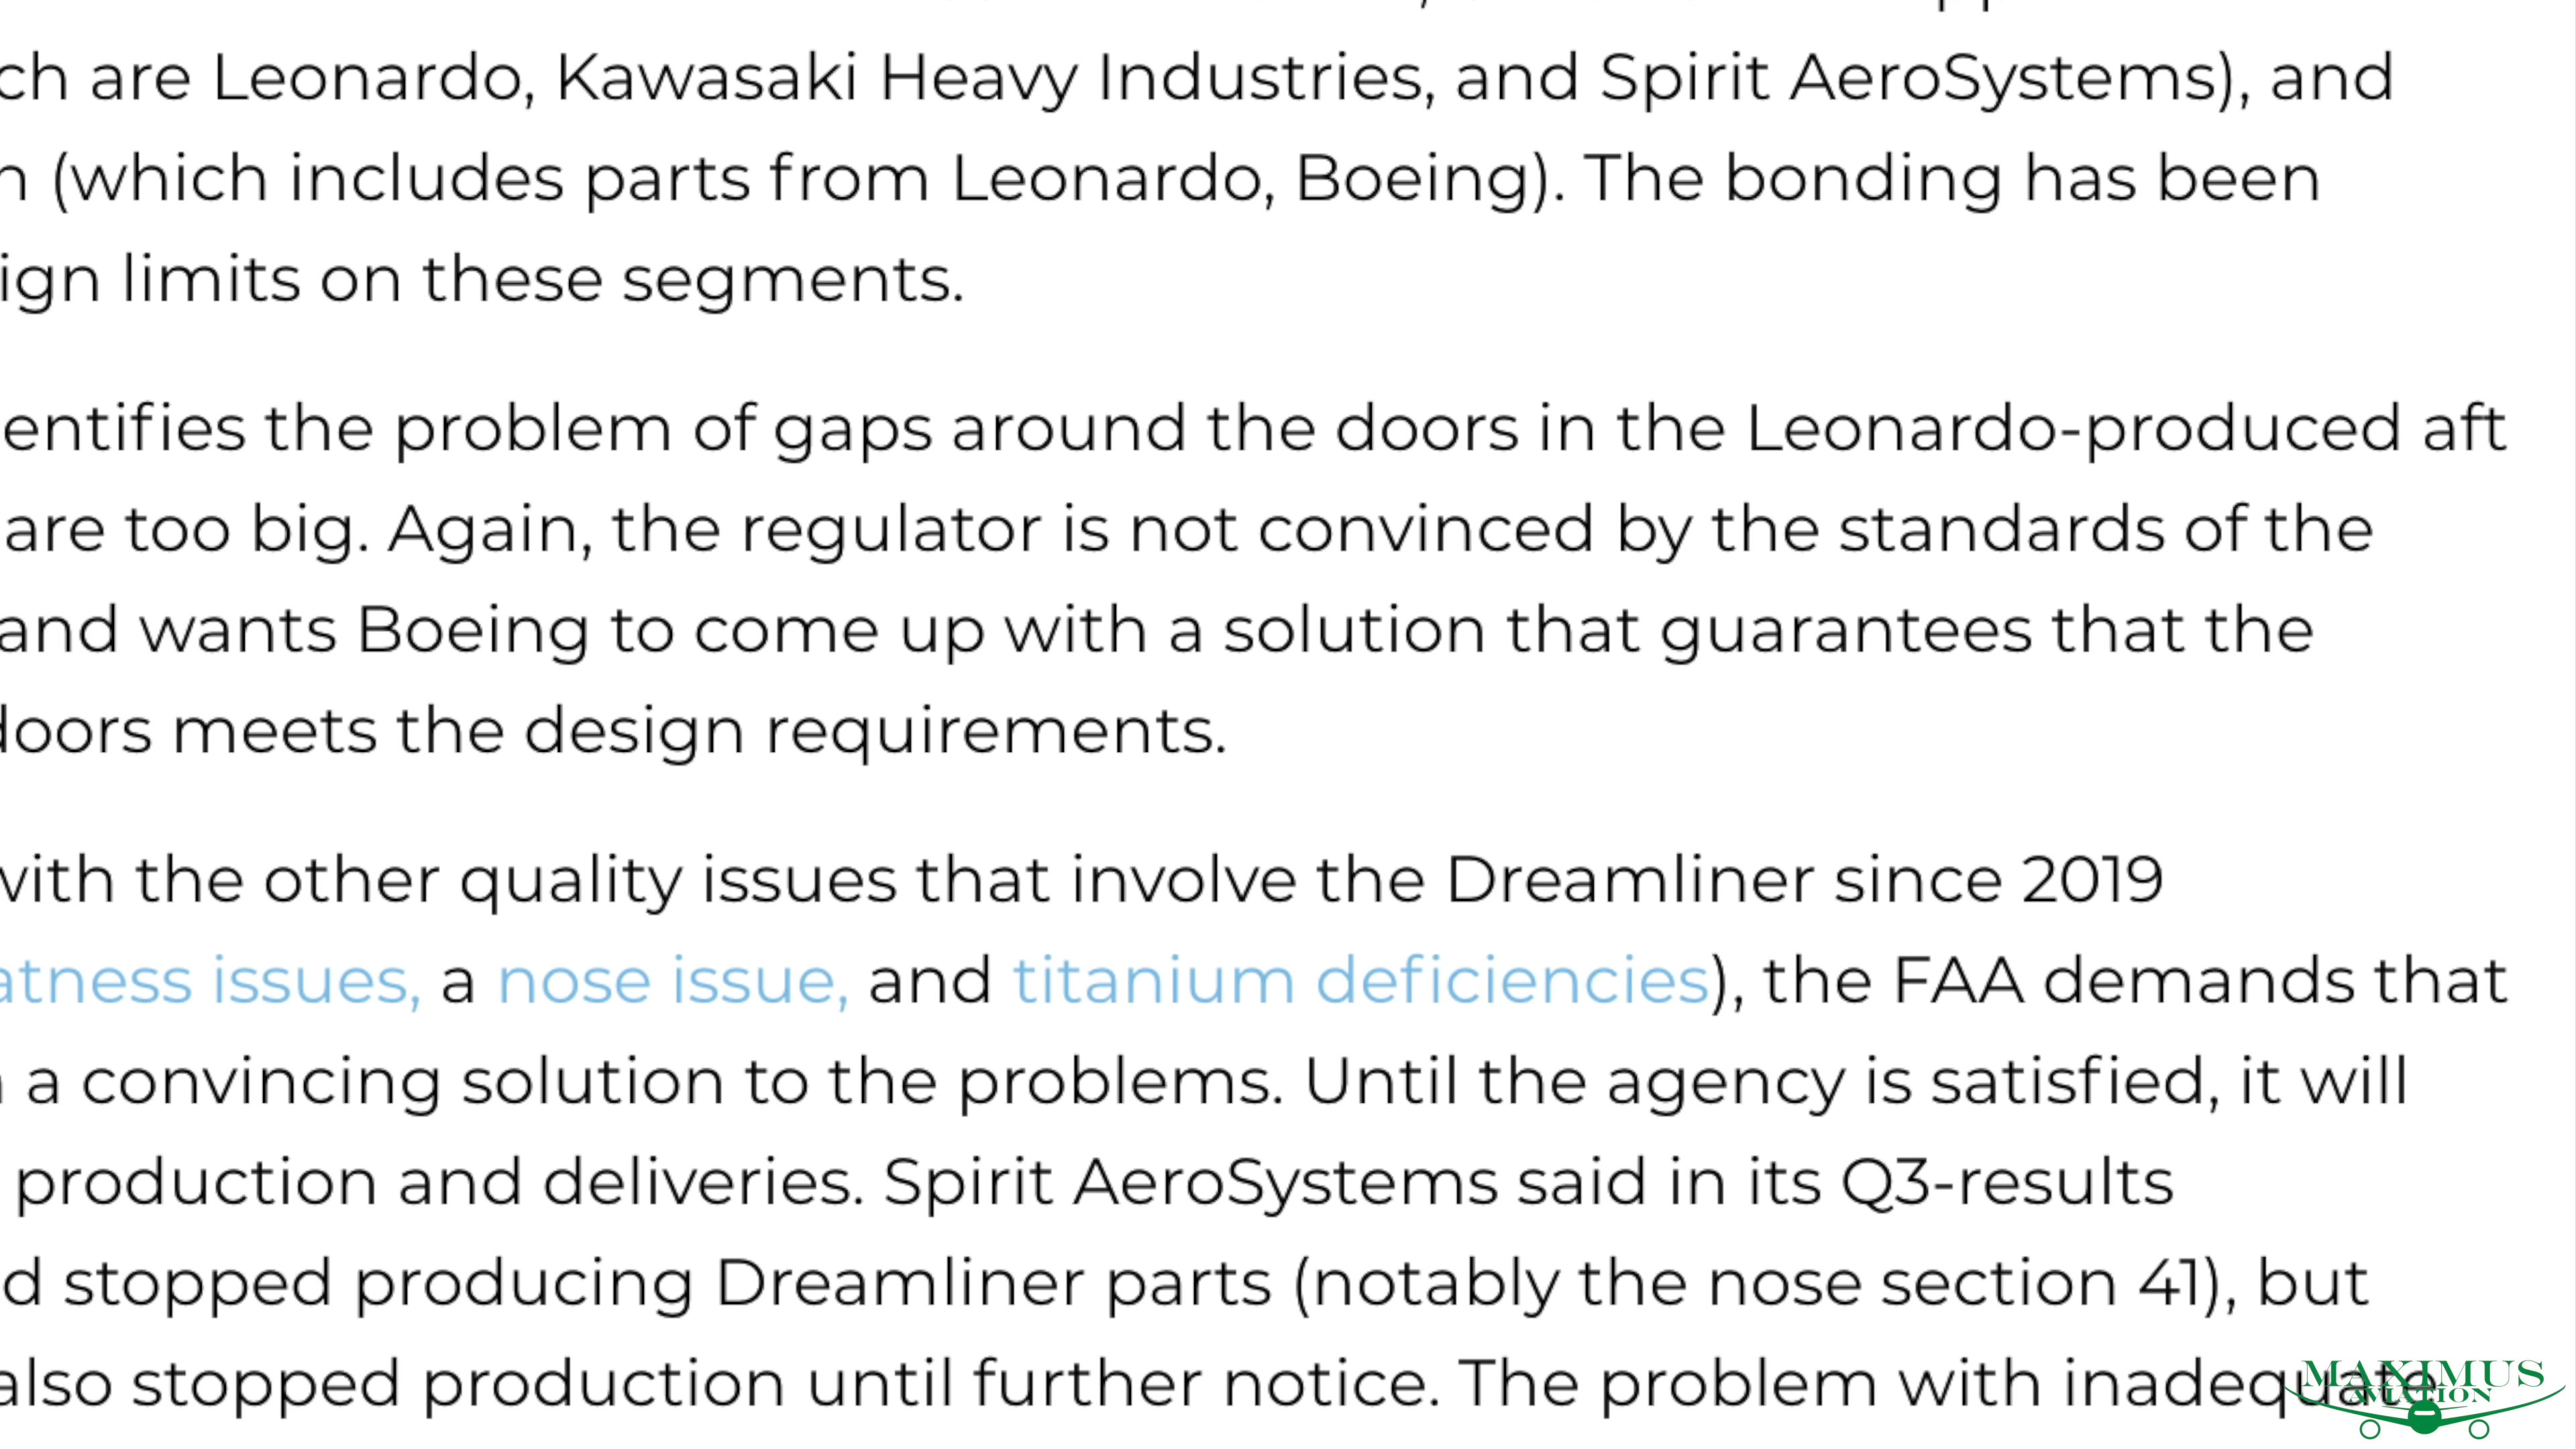 ch are Leonardo, Kawasaki Heavy Industries, and Spirit AeroSystems), and
(which includes parts from Leonardo, Boeing). The bonding has been
ign limits on these segments.
entifies the problem of gaps around the doors in the Leonardo-produced aft
are too big. Again, the regulator is not convinced by the standards of the
and wants Boeing to come up with a solution that guarantees that the
doors meets the design requirements.
with the other quality issues that involve the Dreamliner since 2019
atness issues, a nose issue, and titanium deficiencies), the FAA demands that
a convincing solution to the problems. Until the agency is satisfied, it will
production and deliveries. Spirit AeroSystems said in its Q3-results
d stopped producing Dreamliner parts (notably the nose section 41), but
also stopped production until further notice. The problem with inadequate
MAXIMUS
AVIATION